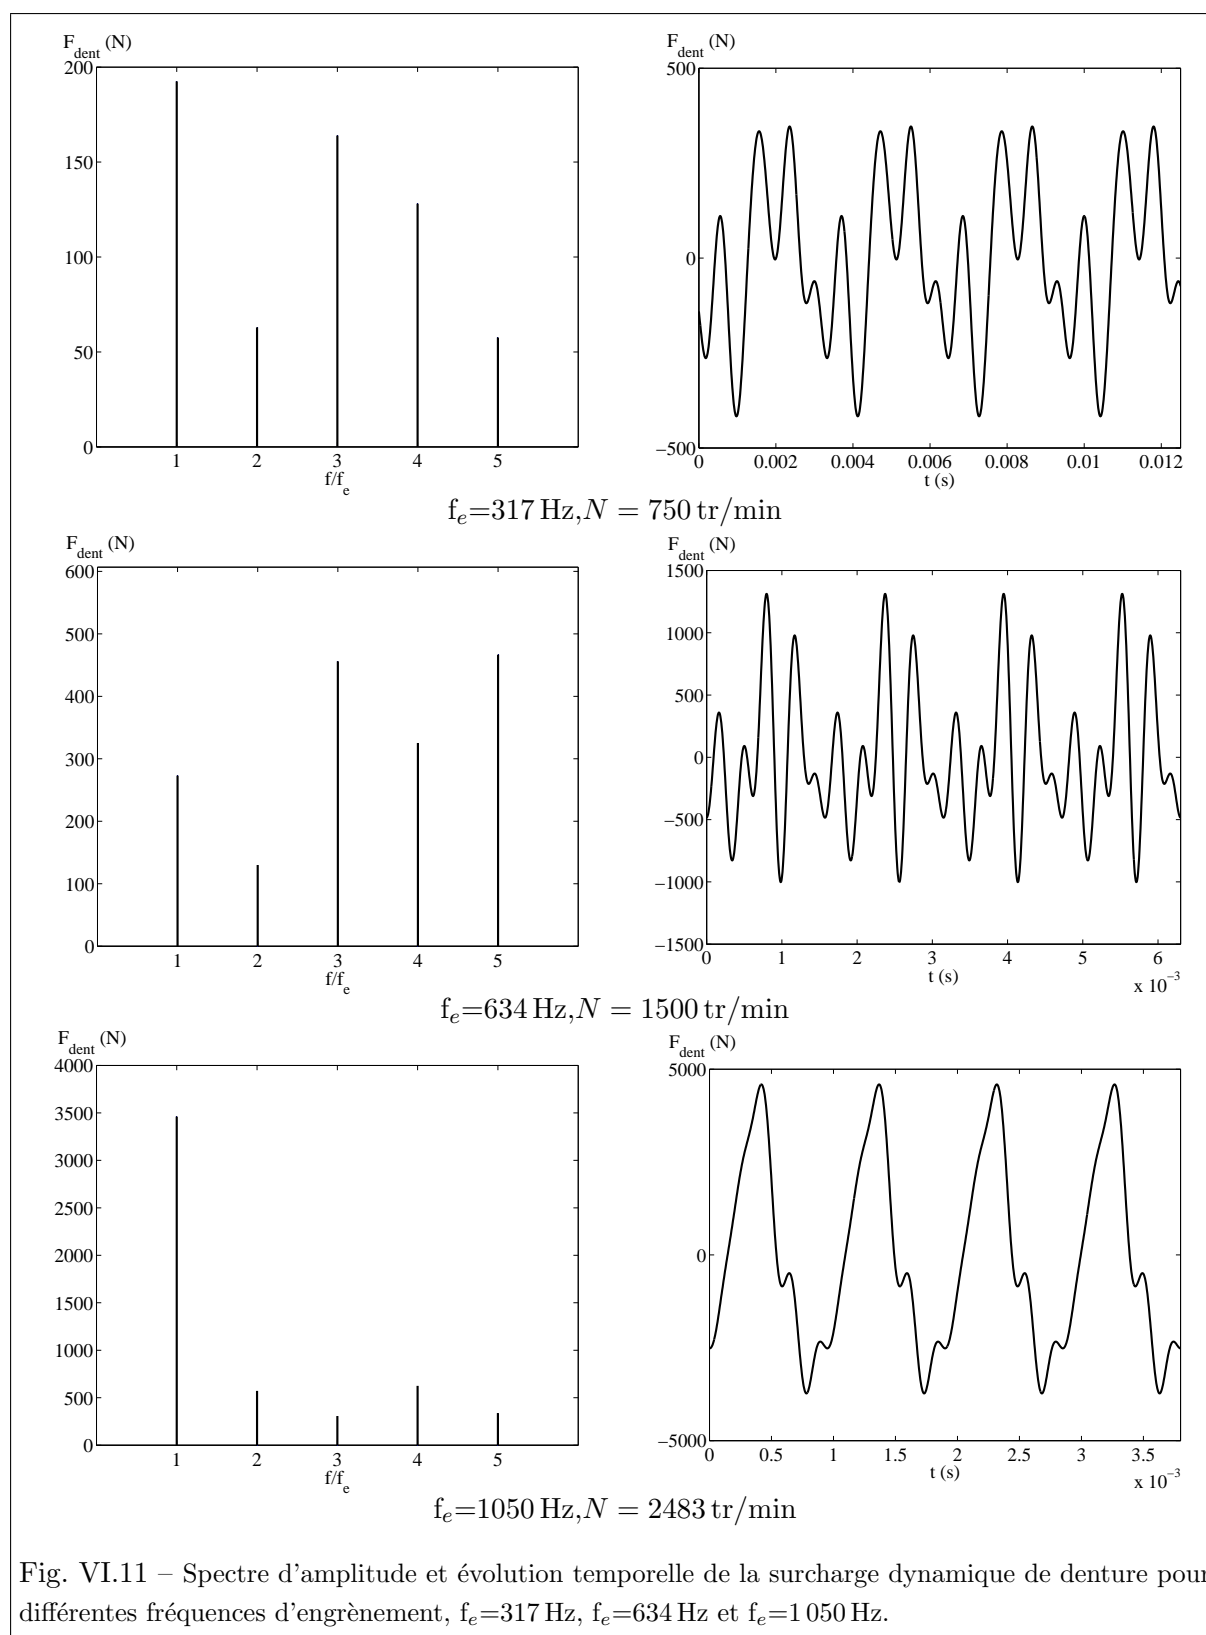 F_dent (N)
200
150
100
50
0
1 2 3 4 5
f/f_e
F_dent (N)
500
0
−500
0 0.002 0.004 0.006 0.008 0.01 0.012
t (s)
f_e=317 Hz,N = 750 tr/min
F_dent (N)
600
500
400
300
200
100
0
1 2 3 4 5
f/f_e
F_dent (N)
1500
1000
500
0
−500
−1000
−1500
0 1 2 3 4 5 6
t (s)
x 10^−3
f_e=634 Hz,N = 1500 tr/min
F_dent (N)
4000
3500
3000
2500
2000
1500
1000
500
0
1 2 3 4 5
f/f_e
F_dent (N)
5000
0
−5000
0 0.5 1 1.5 2 2.5 3 3.5
t (s)
x 10^−3
f_e=1050 Hz,N = 2483 tr/min
Fig. VI.11 – Spectre d'amplitude et évolution temporelle de la surcharge dynamique de denture pour
différentes fréquences d'engrènement, f_e=317 Hz, f_e=634 Hz et f_e=1 050 Hz.